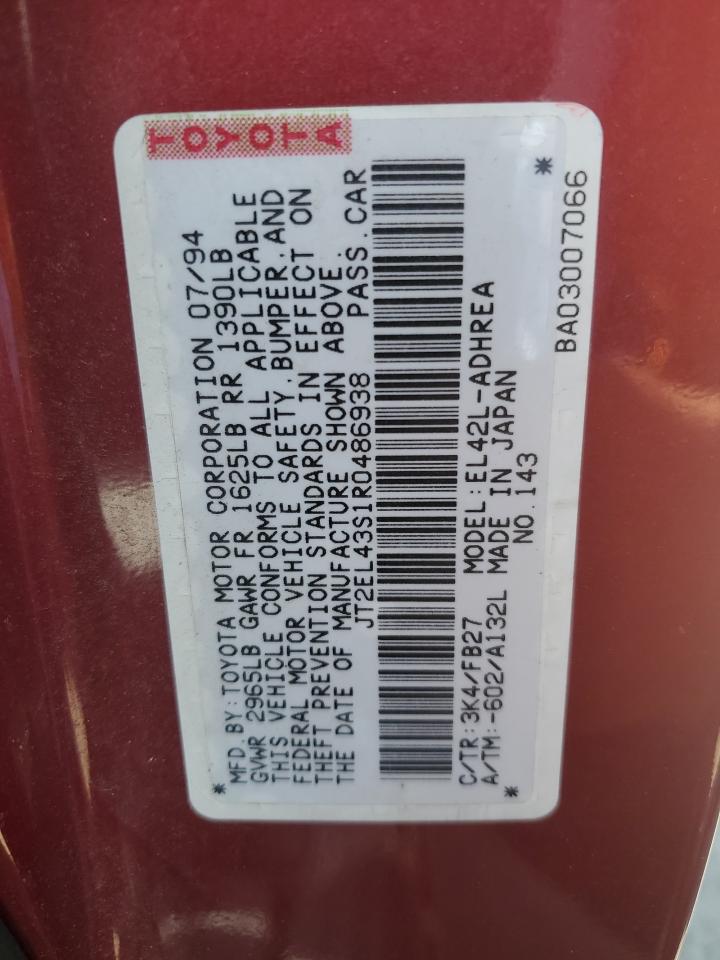 TOYOTA
MFD.BY:TOYOTA MOTOR CORPORATION 07/94
GVWR 2965LB GAWR FR 1625LB RR 1390LB
THIS VEHICLE CONFORMS TO ALL APPLICABLE
FEDERAL MOTOR VEHICLE SAFETY.BUMPER,AND
THEFT PREVENTION STANDARDS IN EFFECT ON
THE DATE OF MANUFACTURE SHOWN ABOVE.
JT2EL43S1R0486938 PASS.CAR
C/TR:3K4/FB27 MODEL:EL42L-ADHREA
A/TM:-602/A132L MADE IN JAPAN
NO.143
BA03007066